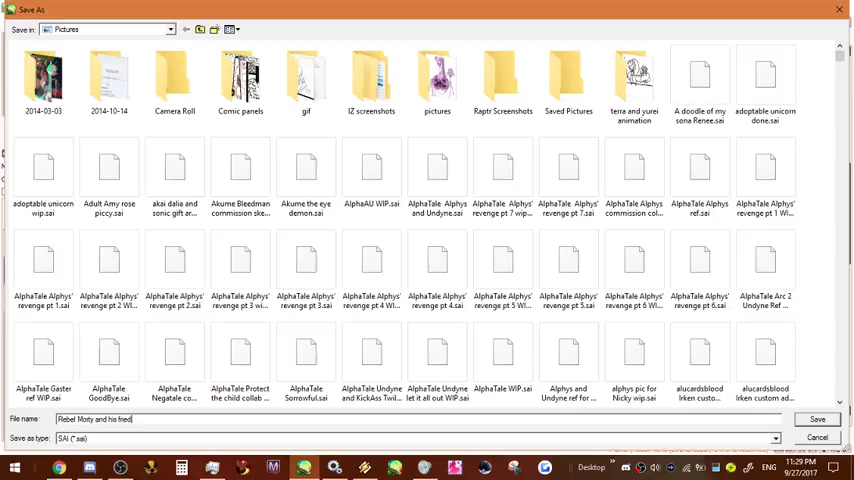 Save As
Save in:
Pictures
2014-03-03
2014-10-14
Camera Roll
Comic panels
gif
IZ screenshots
pictures
Raptr Screenshots
Saved Pictures
terra and yurei
animation
A doodle of my
sona Renee.sai
adoptable unicorn
done.sai
adoptable unicorn
wip.sai
Adult Amy rose
piccy.sai
akai dalia and
sonic gift ar...
Akume Bleedman
commission ske...
Akume the eye
demon.sai
AlphaAU WIP.sai
AlphaTale Alphys
and Undyne.sai
AlphaTale Alphys'
revenge pt 7 wip...
AlphaTale Alphys'
revenge pt 7.sai
AlphaTale Alphys
commission col...
AlphaTale Alphys
ref.sai
AlphaTale Alphys'
revenge pt 1 WI...
AlphaTale Alphys'
revenge pt 1.sai
AlphaTale Alphys'
revenge pt 2 WI...
AlphaTale Alphys'
revenge pt 2.sai
AlphaTale Alphys'
revenge pt 3 wi...
AlphaTale Alphys'
revenge pt 3.sai
AlphaTale Alphys'
revenge pt 4 WI...
AlphaTale Alphys'
revenge pt 4.sai
AlphaTale Alphys'
revenge pt 5 WI...
AlphaTale Alphys'
revenge pt 5.sai
AlphaTale Alphys'
revenge pt 6 WI...
AlphaTale Alphys'
revenge pt 6.sai
AlphaTale Arc 2
Undyne Ref ...
AlphaTale Gaster
ref WIP.sai
AlphaTale
GoodBye.sai
AlphaTale
Negatale co...
AlphaTale Protect
the child collab ...
AlphaTale
Sorrowful.sai
AlphaTale Undyne
and KickAss Twil...
AlphaTale Undyne
let it all out WIP.sai
AlphaTale WIP.sai
Alphys and
Undyne ref for ...
alphys pic for
Nicky wip.sai
alucardsblood
Irken custom.sai
alucardsblood
Irken custom ad...
File name:
Rebel Morty and his fried
Save
Save as type:
SAI (*.sai)
Cancel
Desktop
ENG
11:29 PM
9/27/2017